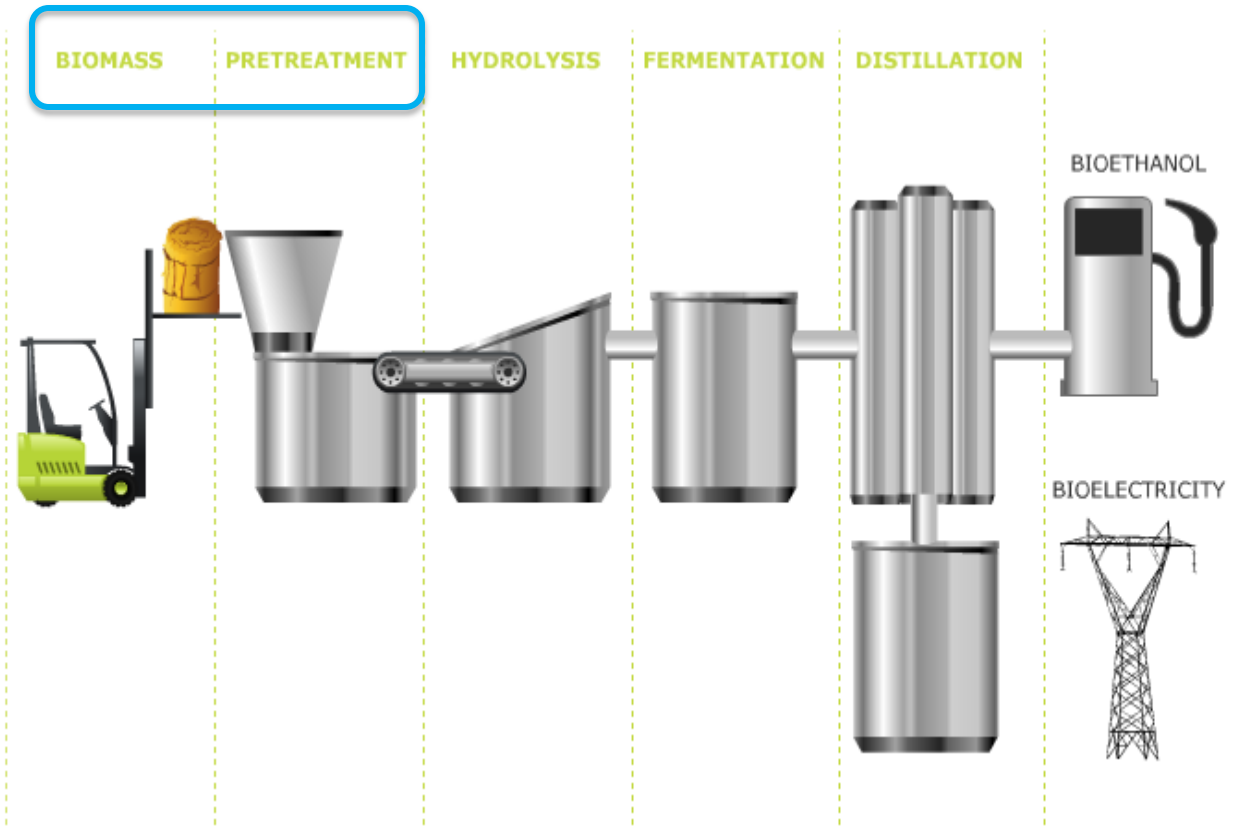 BIOMASS
PRETREATMENT
HYDROLYSIS
FERMENTATION
DISTILLATION
BIOETHANOL
BIOELECTRICITY